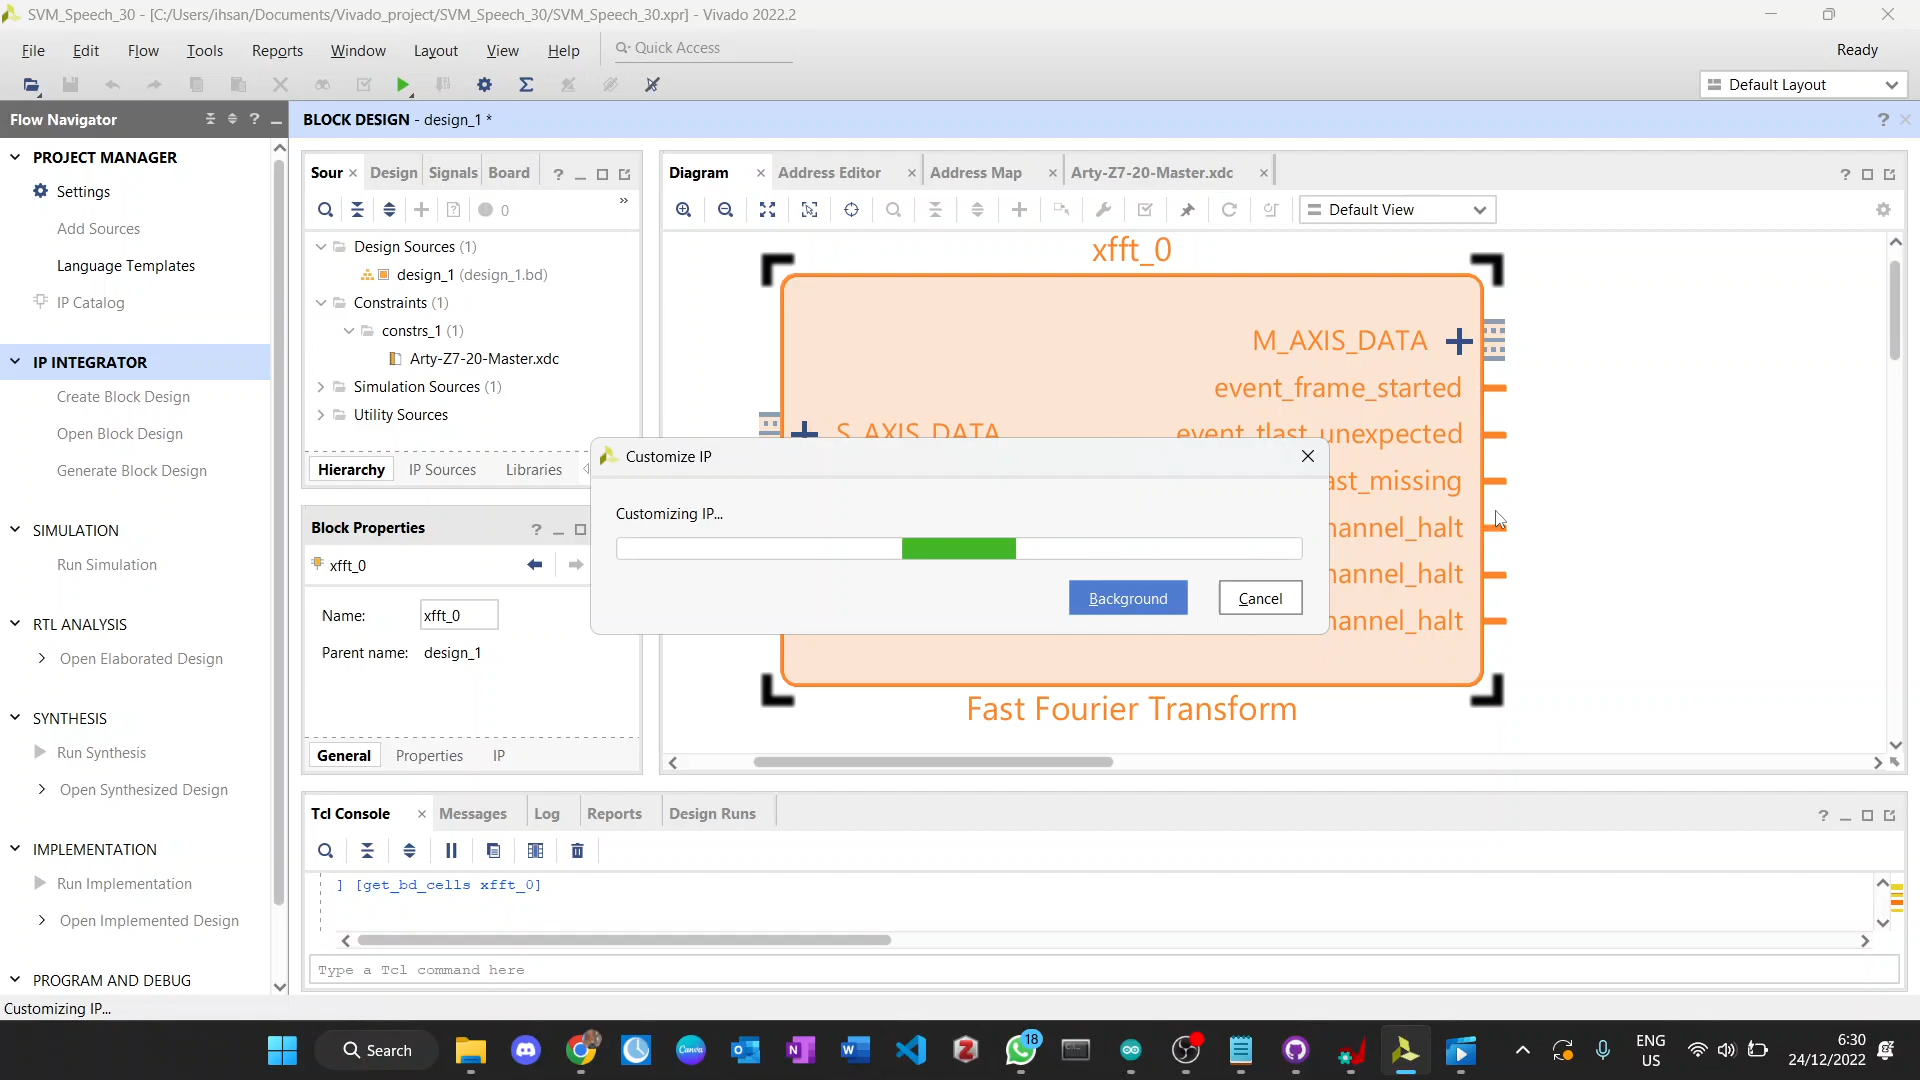 SVM_Speech_30 - [C:/Users/ihsan/Documents/Vivado_project/SVM_Speech_30/SVM_Speech_30.xpr] - Vivado 2022.2
File Edit Flow Tools Reports Window Layout View Help Quick Access Ready
Default Layout
Flow Navigator
BLOCK DESIGN - design_1 *
PROJECT MANAGER
Settings
Add Sources
Language Templates
IP Catalog
IP INTEGRATOR
Create Block Design
Open Block Design
Generate Block Design
SIMULATION
Run Simulation
RTL ANALYSIS
Open Elaborated Design
SYNTHESIS
Run Synthesis
Open Synthesized Design
IMPLEMENTATION
Run Implementation
Open Implemented Design
PROGRAM AND DEBUG
Sour Design Signals Board
0
Design Sources (1)
design_1 (design_1.bd)
Constraints (1)
constrs_1 (1)
Arty-Z7-20-Master.xdc
Simulation Sources (1)
Utility Sources
Hierarchy IP Sources Libraries
Block Properties
xfft_0
Name: xfft_0
Parent name: design_1
General Properties IP
Diagram Address Editor Address Map Arty-Z7-20-Master.xdc
Default View
xfft_0
M_AXIS_DATA
event_frame_started
S_AXIS_DATA event_tlast_unexpected
ast_missing
hannel_halt
hannel_halt
hannel_halt
Fast Fourier Transform
Customize IP
Customizing IP...
Background Cancel
Tcl Console Messages Log Reports Design Runs
] [get_bd_cells xfft_0]
Type a Tcl command here
Customizing IP...
Search
Canva
18
ENG
US
6:30
24/12/2022